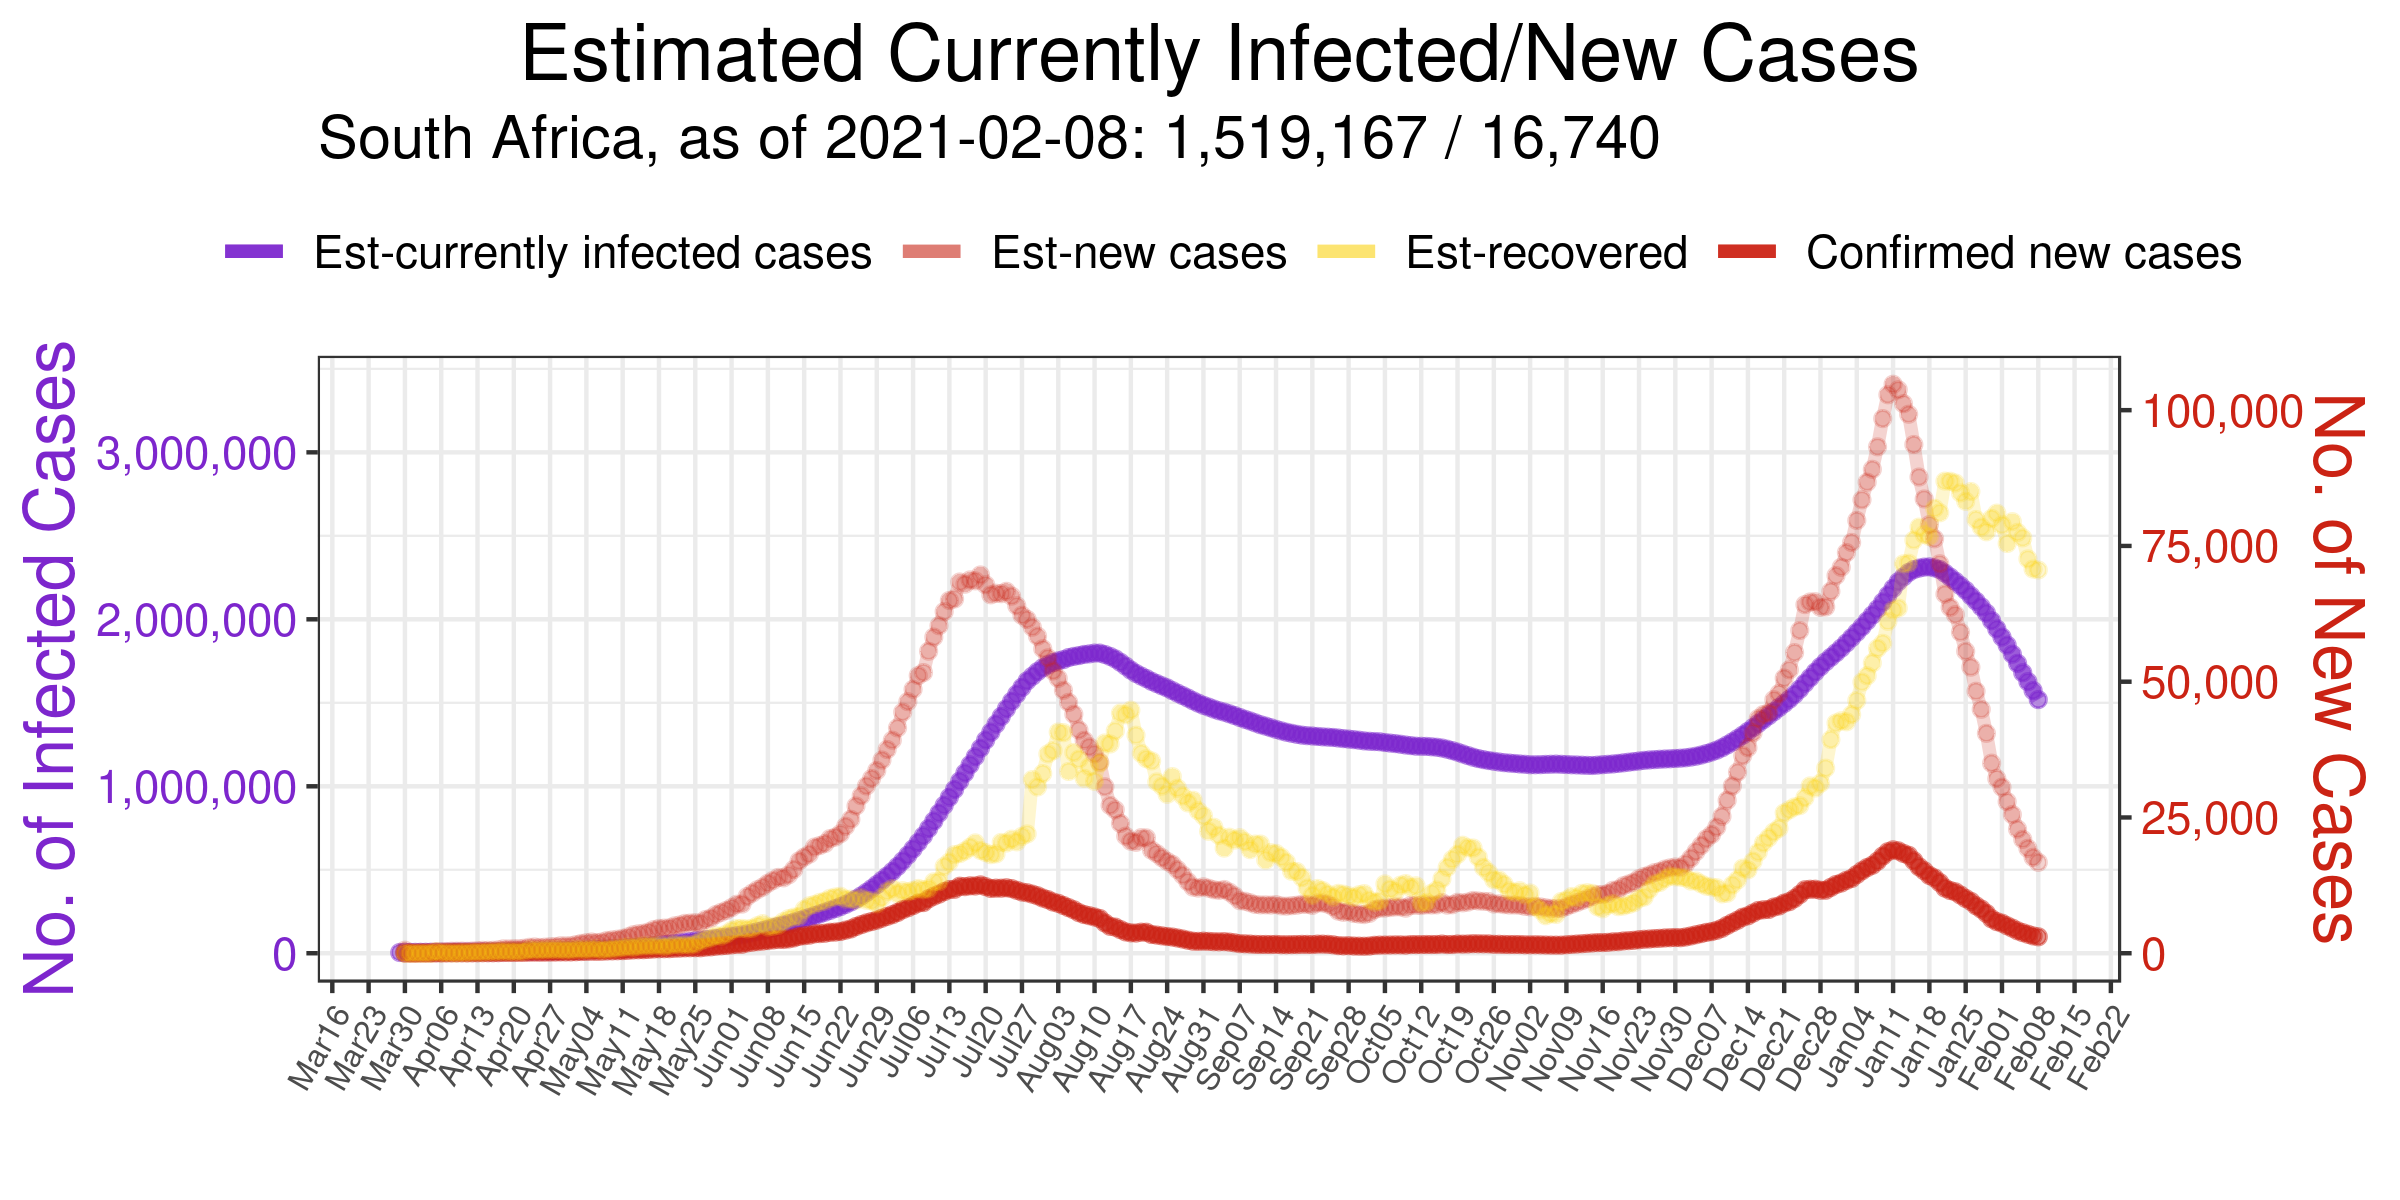 Estimated Currently Infected/New Cases
South Africa, as of 2021-02-08: 1,519,167 / 16,740
Est-currently infected cases
Est-new cases
Est-recovered
Confirmed new cases
No. of Infected Cases
3,000,000
2,000,000
1,000,000
0
100,000
75,000
50,000
25,000
0
No. of New Cases
Mar16
Mar23
Mar30
Apr06
Apr13
Apr20
Apr27
May04
May11
May18
May25
Jun01
Jun08
Jun15
Jun22
Jun29
Jul06
Jul13
Jul20
Jul27
Aug03
Aug10
Aug17
Aug24
Aug31
Sep07
Sep14
Sep21
Sep28
Oct05
Oct12
Oct19
Oct26
Nov02
Nov09
Nov16
Nov23
Nov30
Dec07
Dec14
Dec21
Dec28
Jan04
Jan11
Jan18
Jan25
Feb01
Feb08
Feb15
Feb22